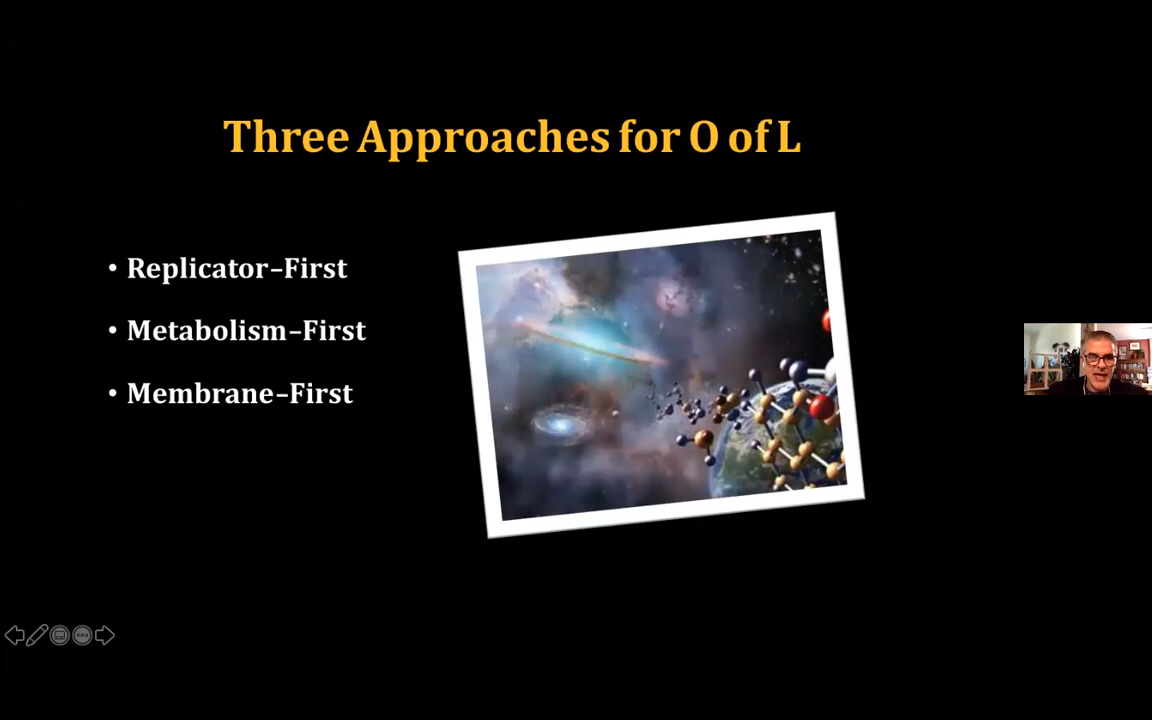 Three Approaches for O of L
• Replicator–First
• Metabolism–First
• Membrane–First